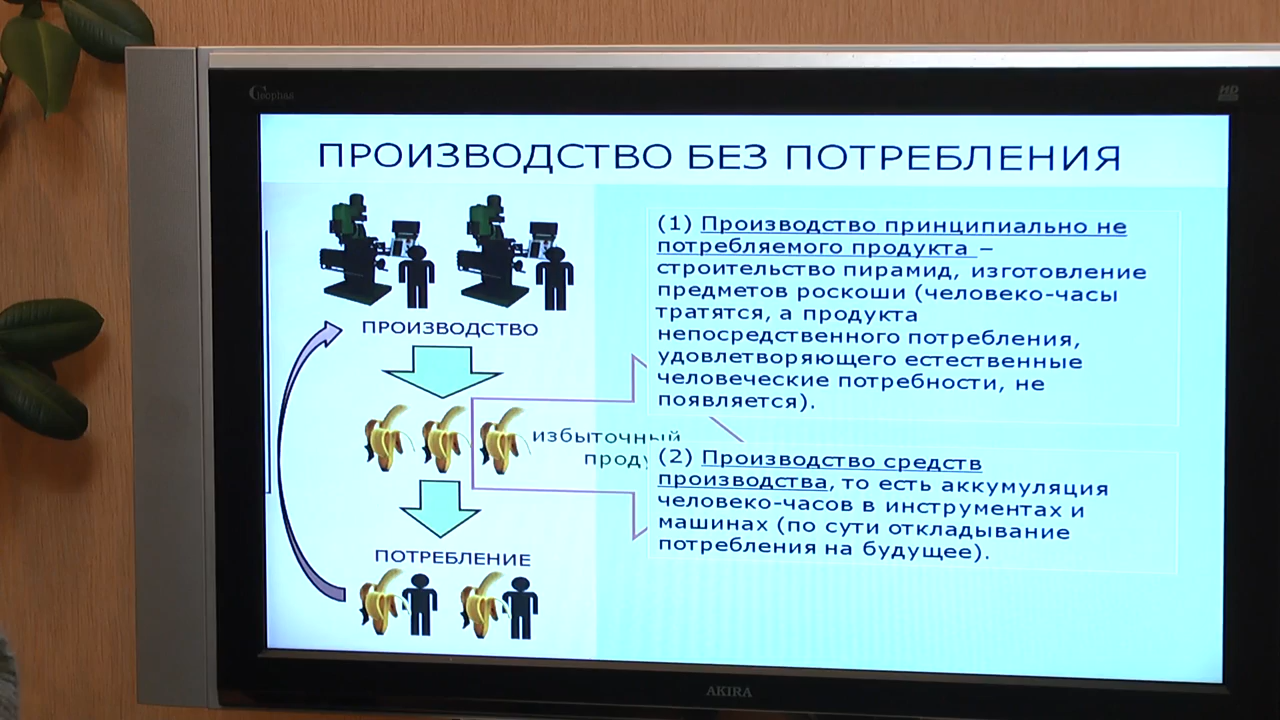 HD
ПРОИЗВОДСТВО БЕЗ ПОТРЕБЛЕНИЯ
ПРОИЗВОДСТВО
избыточный
ПОТРЕБЛЕНИЕ
(1) Производство принципиально не
потребляемого продукта –
строительство пирамид, изготовление
предметов роскоши (человеко-часы
тратятся, а продукта
непосредственного потребления,
удовлетворяющего естественные
человеческие потребности, не
появляется).
(2) Производство средств
производства, то есть аккумуляция
человеко-часов в инструментах и
машинах (по сути откладывание
потребления на будущее).
AKIRA